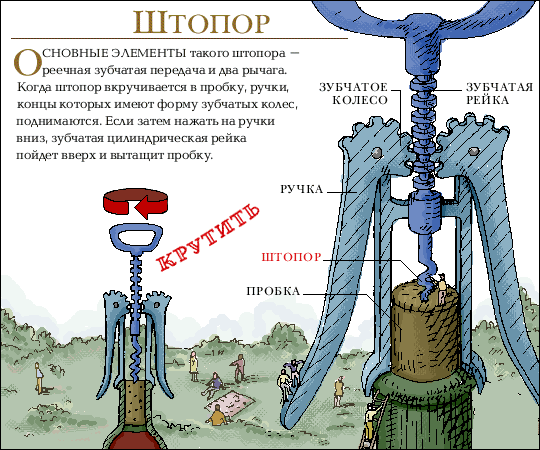 ШТОПОР
ОСНОВНЫЕ ЭЛЕМЕНТЫ такого штопора —
реечная зубчатая передача и два рычага.
Когда штопор вкручивается в пробку, ручки,
концы которых имеют форму зубчатых колес,
поднимаются. Если затем нажать на ручки
вниз, зубчатая цилиндрическая рейка
пойдет вверх и вытащит пробку.
ЗУБЧАТОЕ
КОЛЕСО
ЗУБЧАТАЯ
РЕЙКА
РУЧКА
КРУТИТЬ
ШТОПОР
ПРОБКА